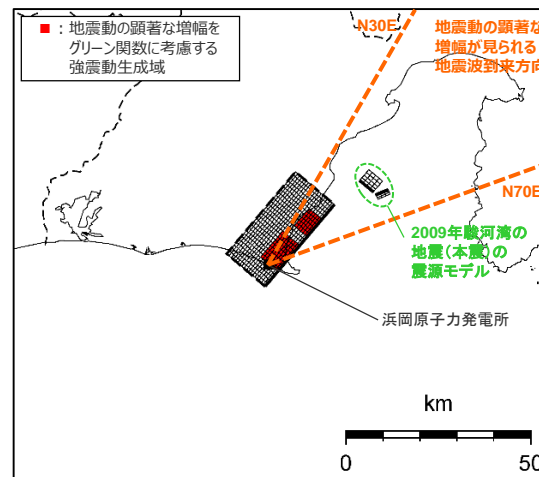 ■：地震動の顕著な増幅を
グリーン関数に考慮する
強震動生成域
N30E
地震動の顕著な
増幅が見られる
地震波到来方向
N70E
2009年駿河湾の
地震（本震）の
震源モデル
浜岡原子力発電所
km
0
50